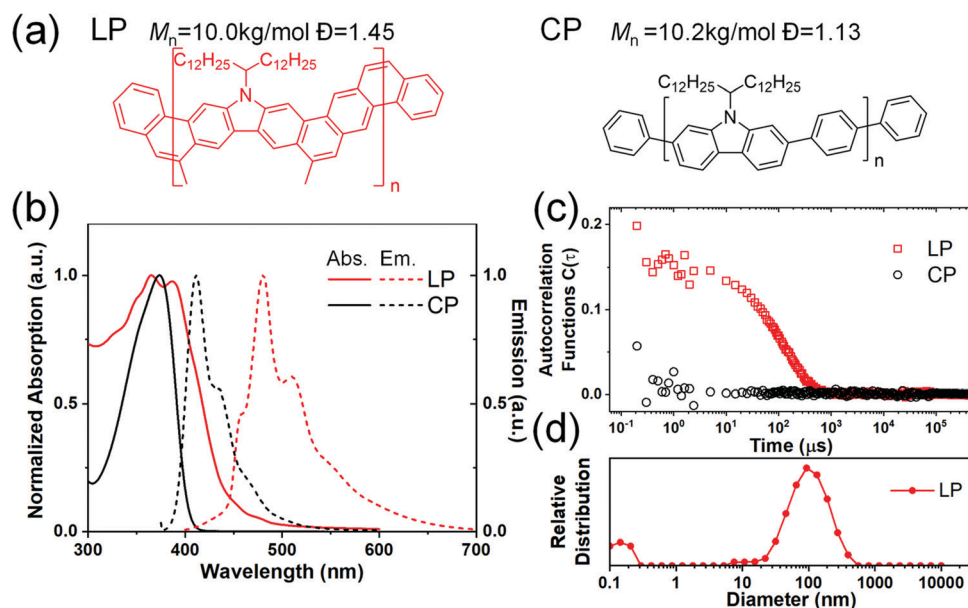 (a) LP Mn=10.0kg/mol Đ=1.45
CP Mn=10.2kg/mol Đ=1.13
C12H25 C12H25
N
n
C12H25 C12H25
N
n
(b)
Normalized Absorption (a.u.)
1.0
0.5
0.0
Abs. Em.
LP
CP
1.0
0.5
0.0
Emission (a.u.)
300 400 500 600 700
Wavelength (nm)
(c)
Autocorrelation
Functions C(τ)
0.2
0.1
0.0
LP
CP
10-1 100 101 102 103 104 105
Time (μs)
(d)
Relative
Distribution
LP
0.1 1 10 100 1000 10000
Diameter (nm)